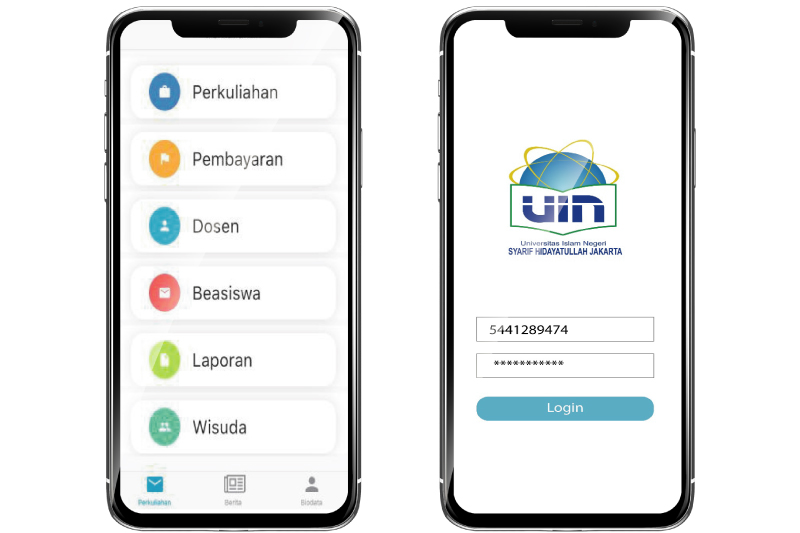 Perkuliahan
Pembayaran
Dosen
Beasiswa
Laporan
Wisuda
Perkuliahan
Berita
Biodata
UIN
Universitas Islam Negeri
SYARIF HIDAYATULLAH JAKARTA
5441289474
***********
Login